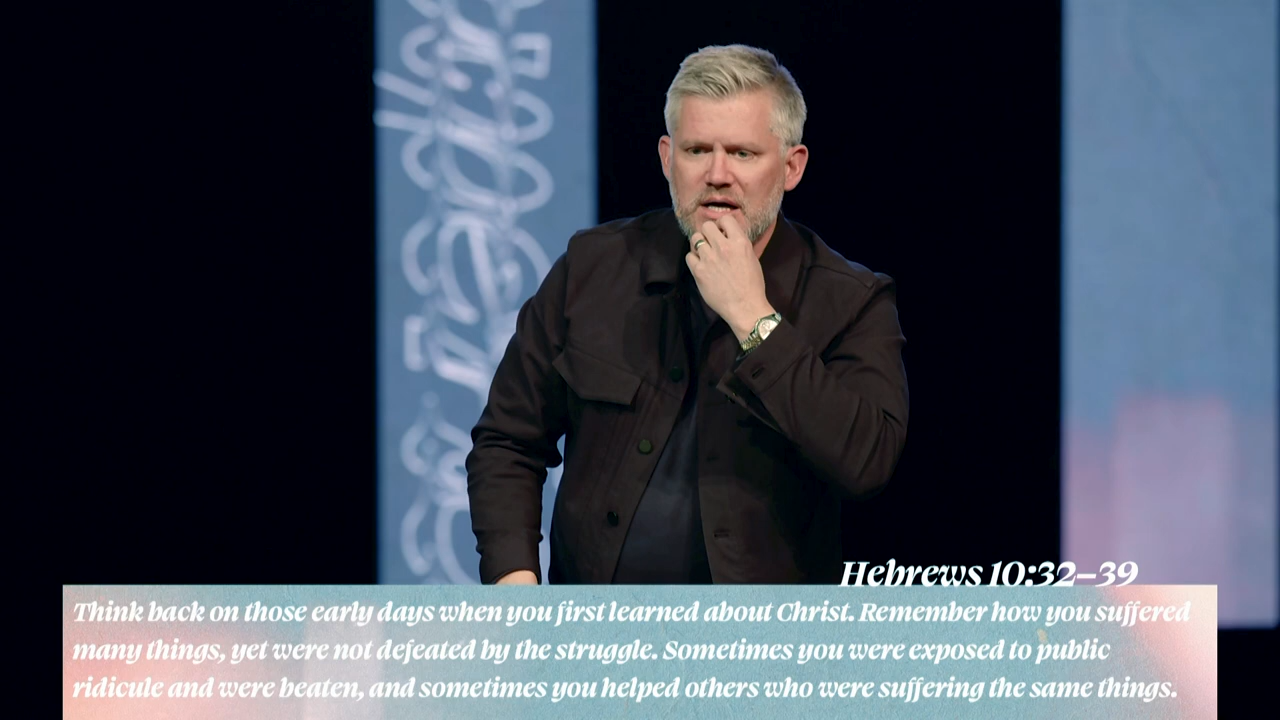 Hebrews 10:32–39
Think back on those early days when you first learned about Christ. Remember how you suffered
many things, yet were not defeated by the struggle. Sometimes you were exposed to public
ridicule and were beaten, and sometimes you helped others who were suffering the same things.